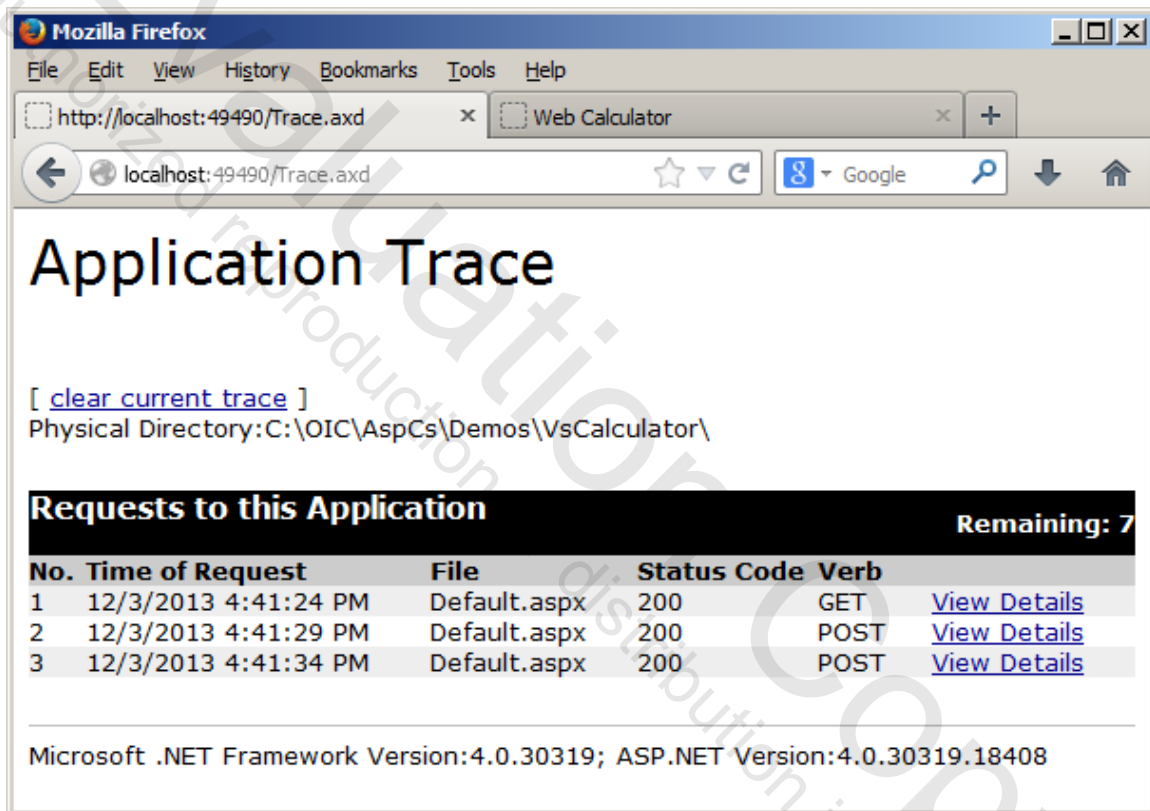 Mozilla Firefox
File Edit View History Bookmarks Tools Help
http://localhost:49490/Trace.axd × Web Calculator × +
localhost:49490/Trace.axd 8 Google
Application Trace
[ clear current trace ]
Physical Directory:C:\OIC\AspCs\Demos\VsCalculator\
Requests to this Application Remaining: 7
No. Time of Request File Status Code Verb
1 12/3/2013 4:41:24 PM Default.aspx 200 GET View Details
2 12/3/2013 4:41:29 PM Default.aspx 200 POST View Details
3 12/3/2013 4:41:34 PM Default.aspx 200 POST View Details
Microsoft .NET Framework Version:4.0.30319; ASP.NET Version:4.0.30319.18408
reproduction
distribution